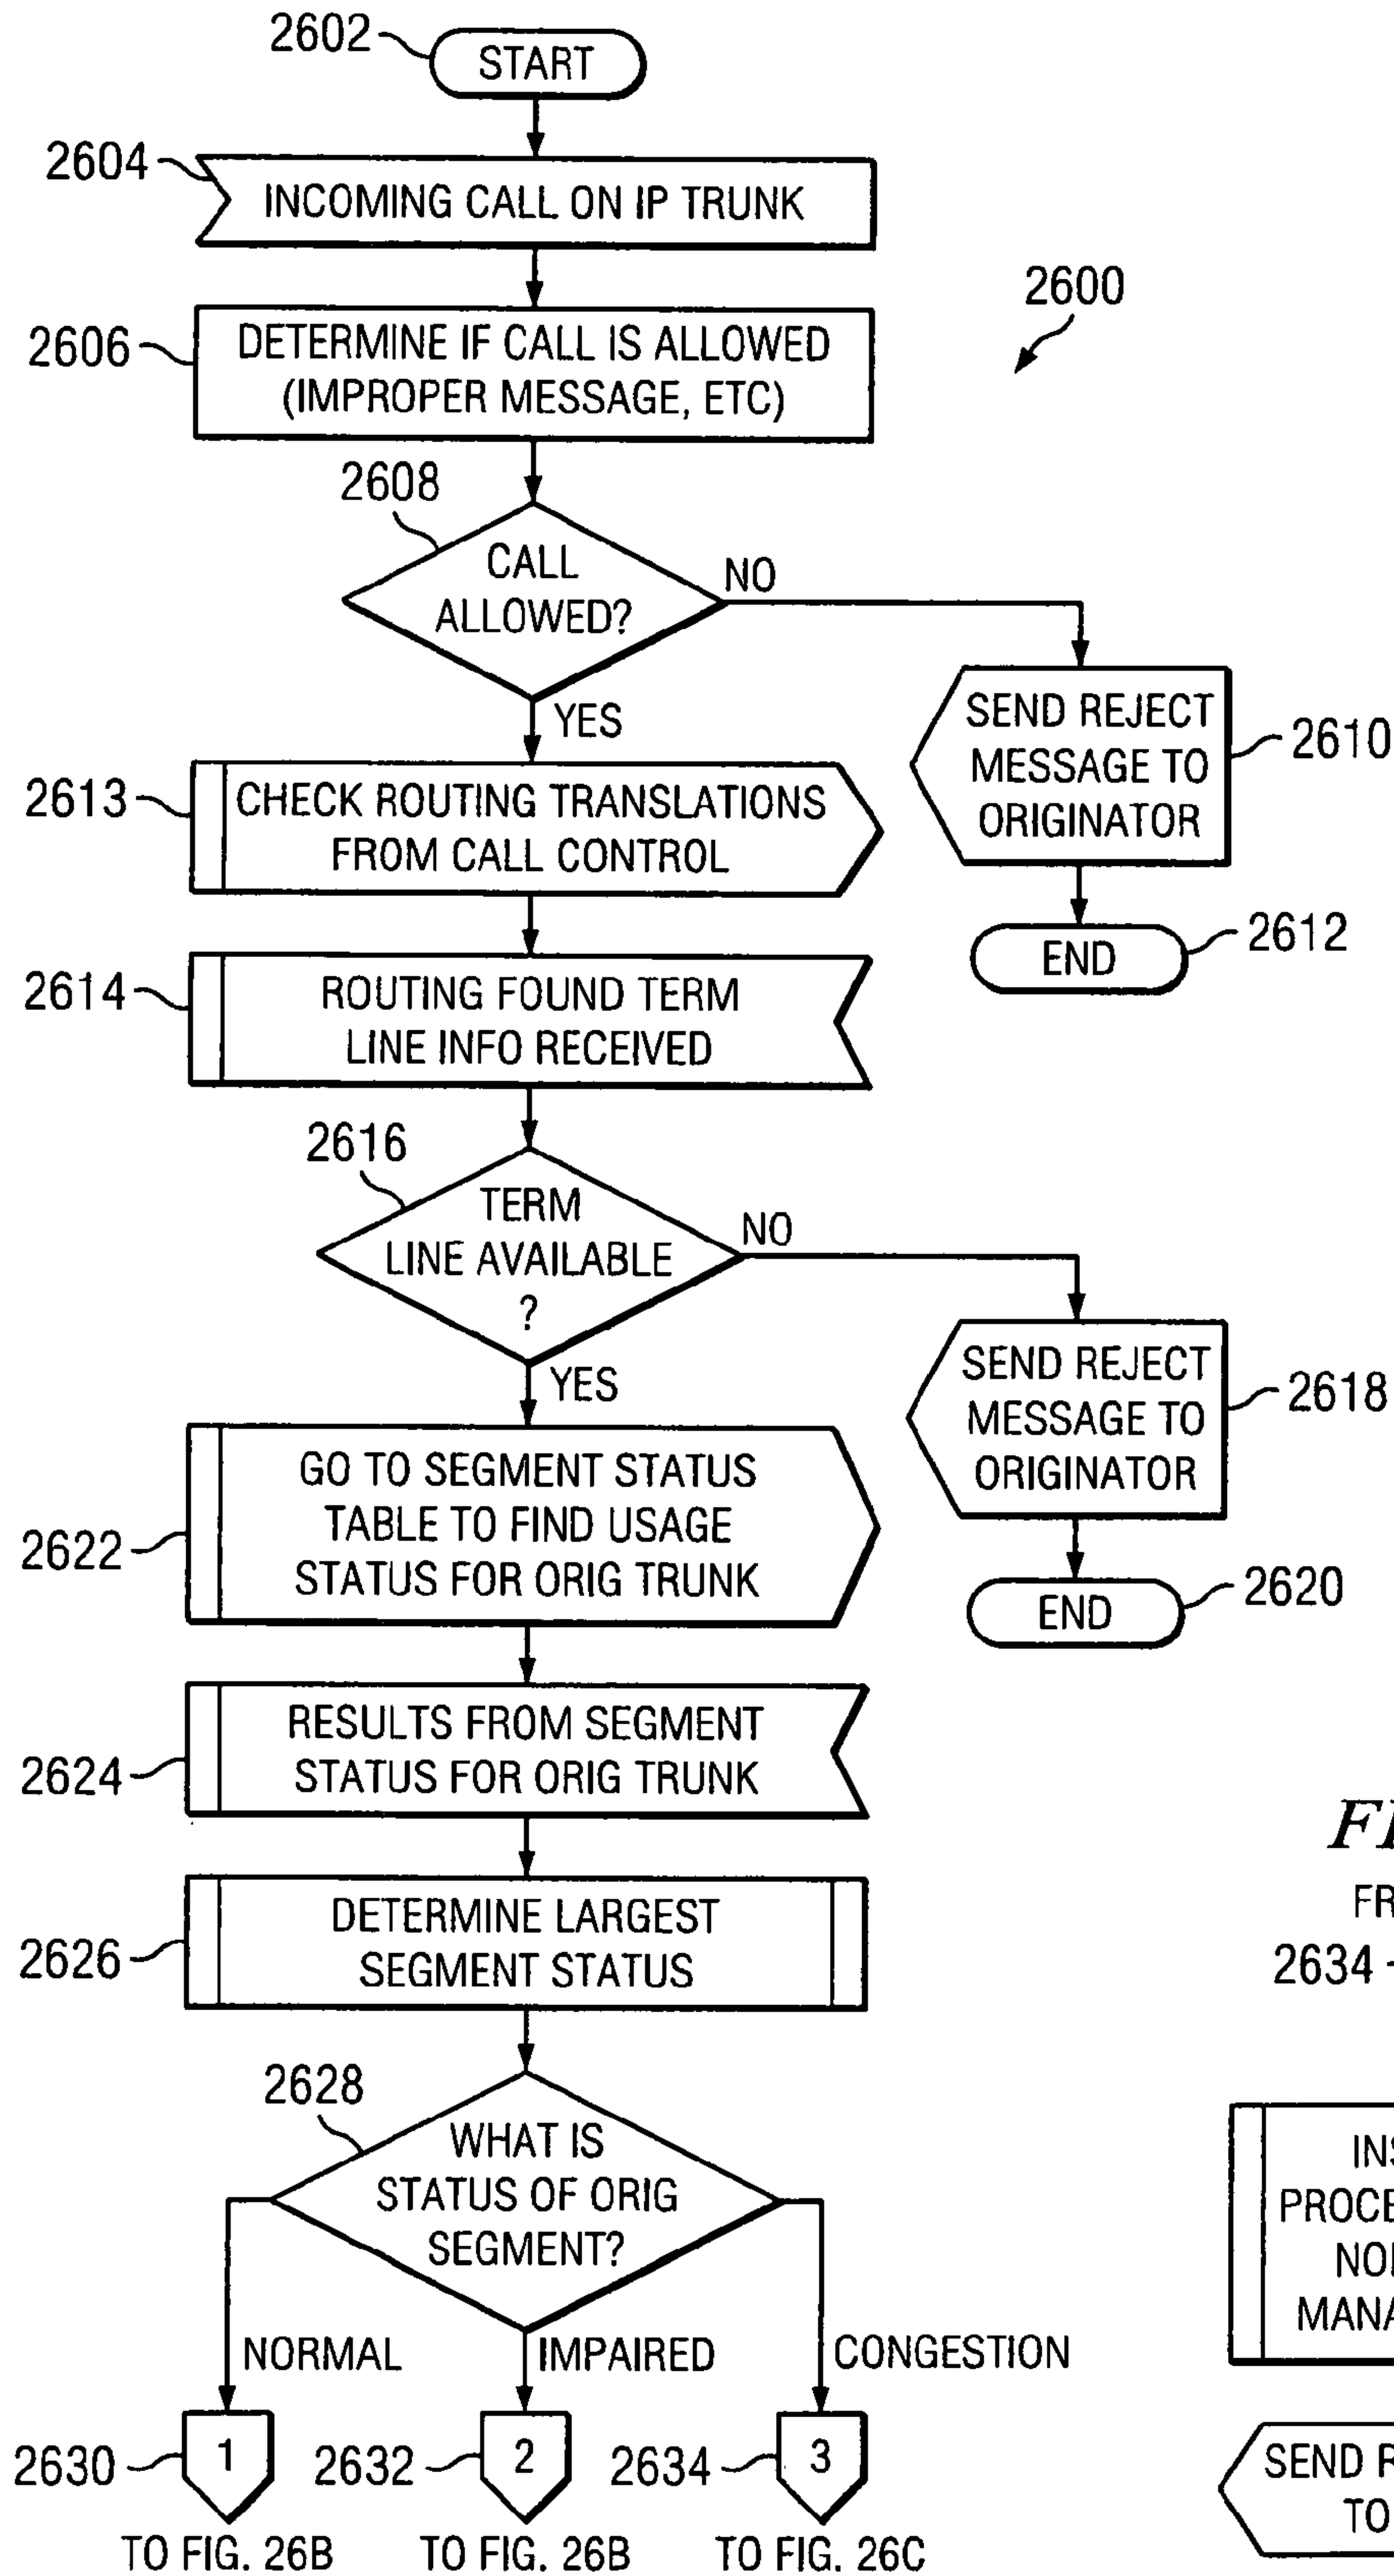 2602
START
2604
INCOMING CALL ON IP TRUNK
2600
2606
DETERMINE IF CALL IS ALLOWED
(IMPROPER MESSAGE, ETC)
2608
CALL
ALLOWED?
NO
YES
SEND REJECT
MESSAGE TO
ORIGINATOR
2610
END
2612
2613
CHECK ROUTING TRANSLATIONS
FROM CALL CONTROL
2614
ROUTING FOUND TERM
LINE INFO RECEIVED
2616
TERM
LINE AVAILABLE
?
NO
YES
SEND REJECT
MESSAGE TO
ORIGINATOR
2618
END
2620
2622
GO TO SEGMENT STATUS
TABLE TO FIND USAGE
STATUS FOR ORIG TRUNK
2624
RESULTS FROM SEGMENT
STATUS FOR ORIG TRUNK
2626
DETERMINE LARGEST
SEGMENT STATUS
2628
WHAT IS
STATUS OF ORIG
SEGMENT?
NORMAL
IMPAIRED
CONGESTION
2630
1
2632
2
2634
3
TO FIG. 26B
TO FIG. 26B
TO FIG. 26C
2634
SEND
TO